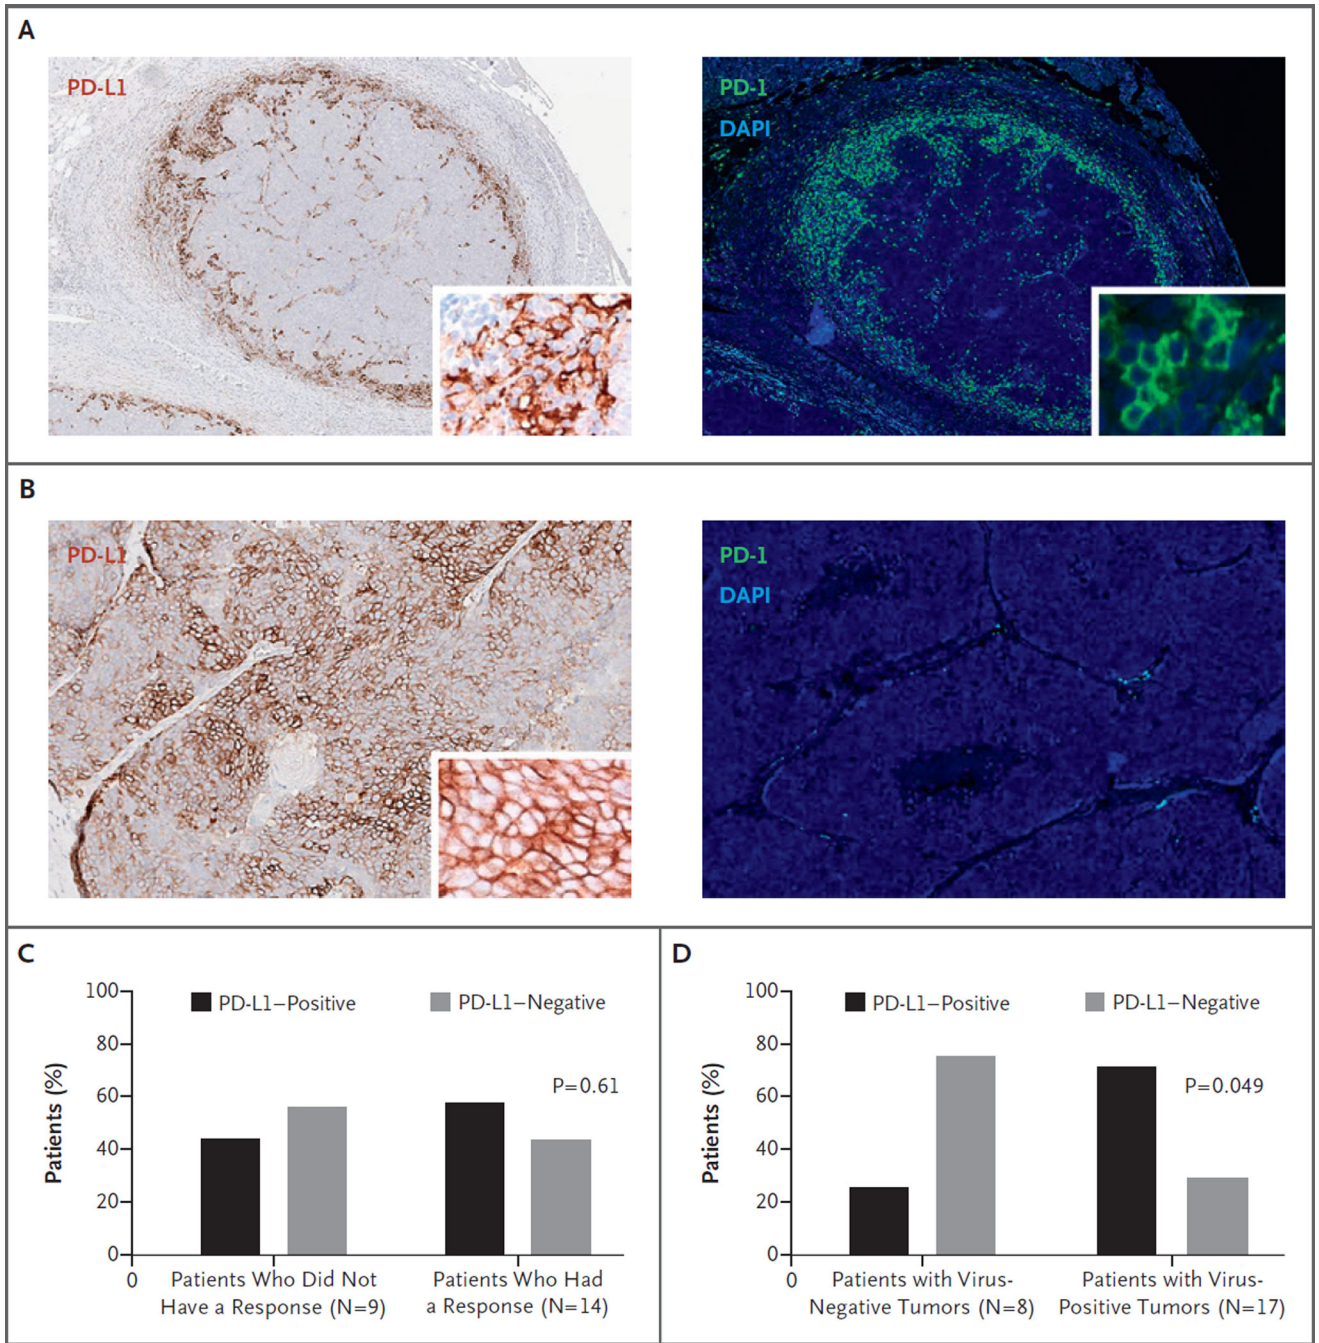 A
PD-L1
PD-1
DAPI
B
PD-L1
PD-1
DAPI
C
100
80
60
40
20
0
Patients (%)
PD-L1–Positive
PD-L1–Negative
P=0.61
0
Patients Who Did Not
Have a Response (N=9)
Patients Who Had
a Response (N=14)
D
100
80
60
40
20
0
Patients (%)
PD-L1–Positive
PD-L1–Negative
P=0.049
0
Patients with Virus-
Negative Tumors (N=8)
Patients with Virus-
Positive Tumors (N=17)